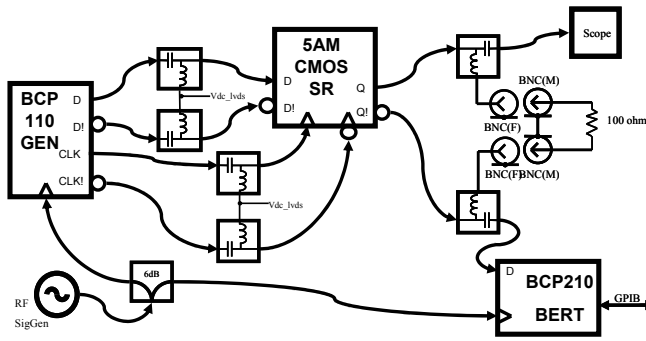 BCP
110
GEN
D
D!
CLK
CLK!
Vdc_lvds
Vdc_lvds
5AM
CMOS
SR
D
D!
Q
Q!
Scope
BNC(M)
BNC(F)
100 ohm
BNC(F)
BNC(M)
6dB
RF
SigGen
D
BCP210
BERT
GPIB